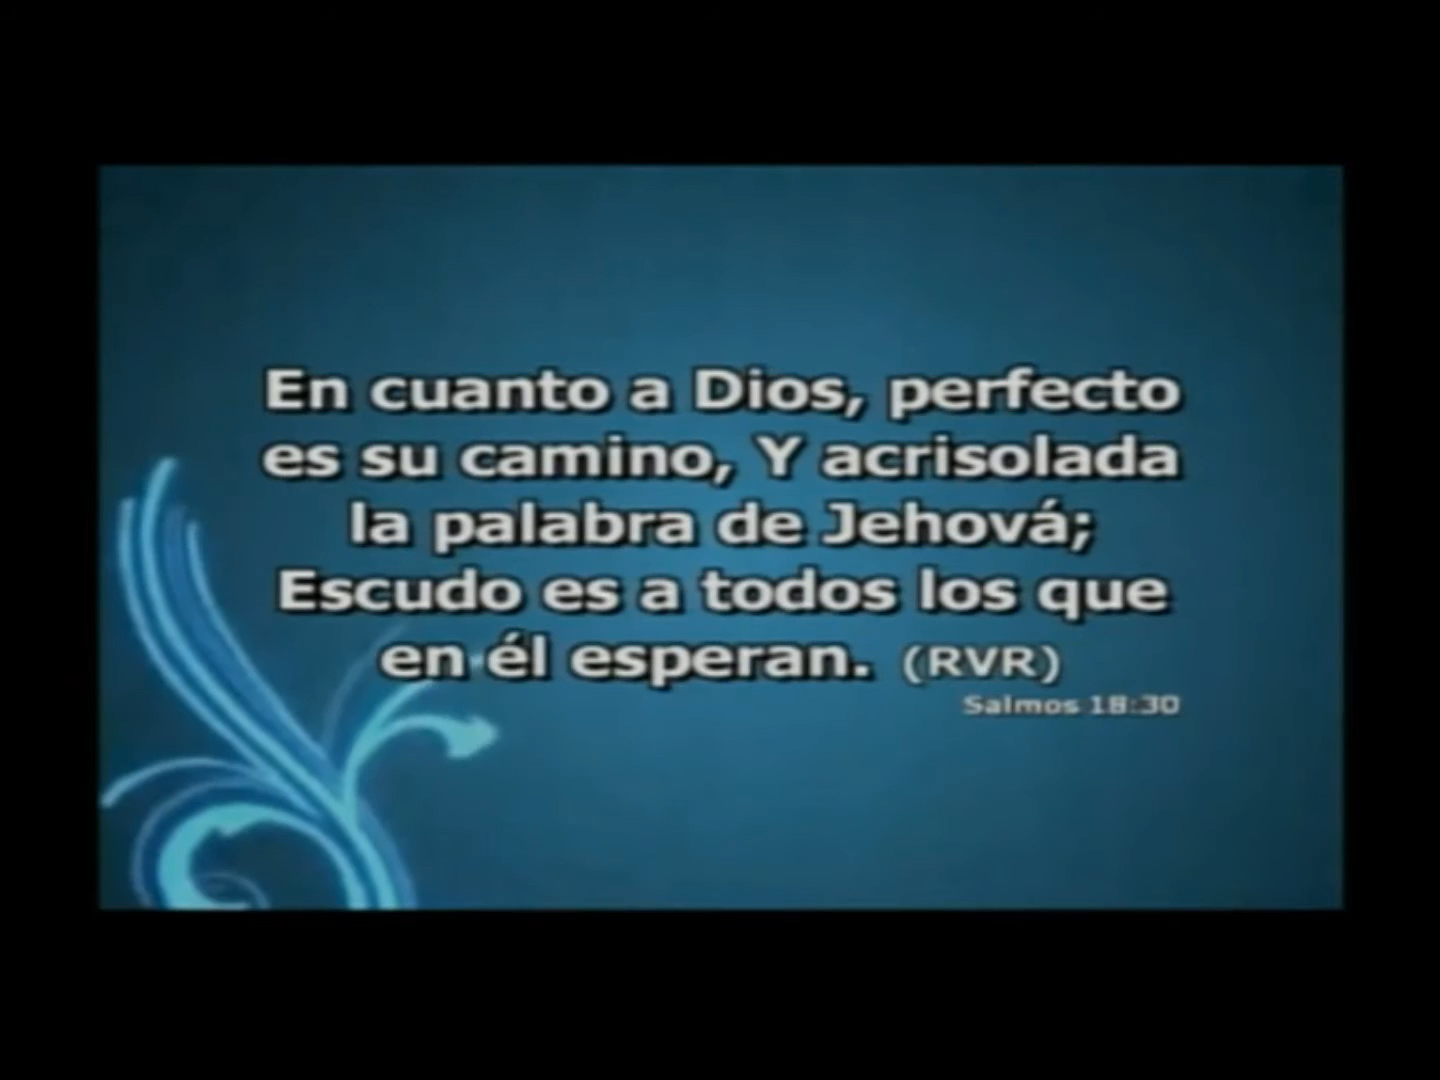 En cuanto a Dios, perfecto
es su camino, Y acrisolada
la palabra de Jehová;
Escudo es a todos los que
en él esperan. (RVR)
Salmos 18:30